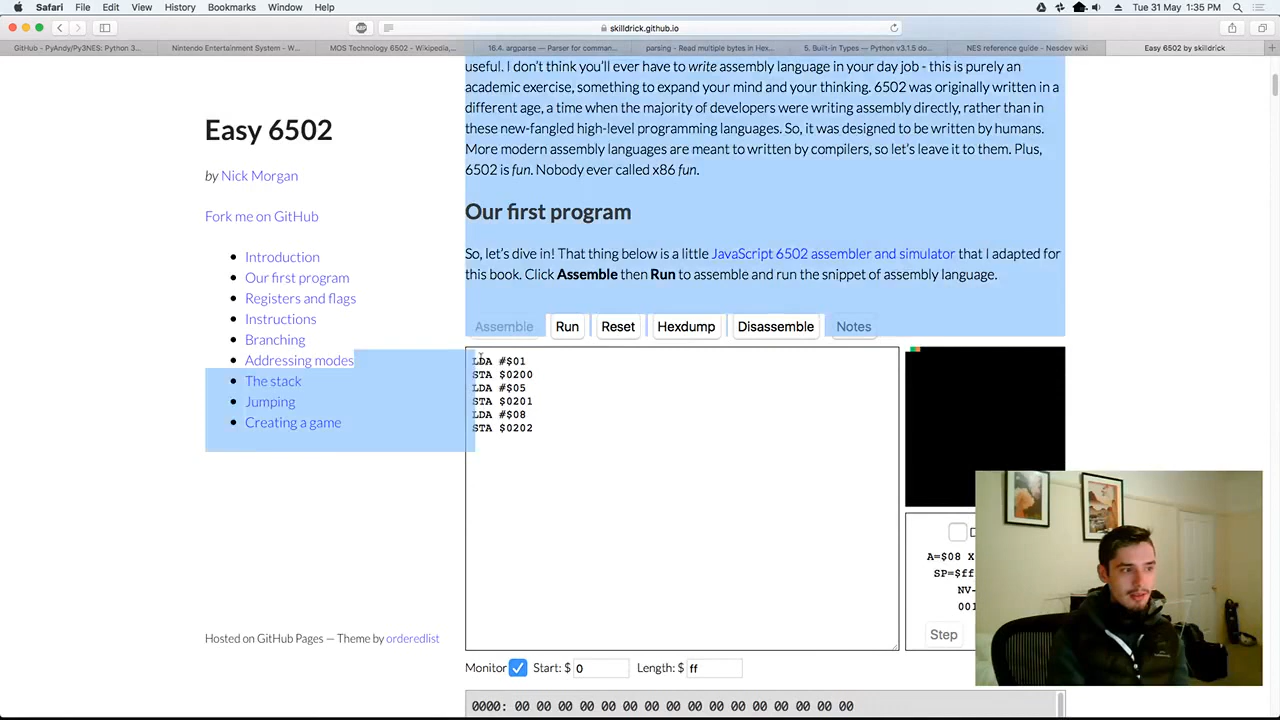 Safari File Edit View History Bookmarks Window Help
Tue 31 May 1:35 PM
skilldrick.github.io
GitHub - PyAndy/Py3NES: Python 3...
Nintendo Entertainment System - W...
MOS Technology 6502 - Wikipedia,...
16.4. argparse — Parser for comman...
parsing - Read multiple bytes in Hex...
5. Built-in Types — Python v3.1.5 do...
NES reference guide - Nesdev wiki
Easy 6502 by skilldrick
Easy 6502
by Nick Morgan
Fork me on GitHub
Introduction
Our first program
Registers and flags
Instructions
Branching
Addressing modes
The stack
Jumping
Creating a game
Hosted on GitHub Pages — Theme by orderedlist
useful. I don't think you'll ever have to write assembly language in your day job - this is purely an
academic exercise, something to expand your mind and your thinking. 6502 was originally written in a
different age, a time when the majority of developers were writing assembly directly, rather than in
these new-fangled high-level programming languages. So, it was designed to be written by humans.
More modern assembly languages are meant to written by compilers, so let's leave it to them. Plus,
6502 is fun. Nobody ever called x86 fun.
Our first program
So, let's dive in! That thing below is a little JavaScript 6502 assembler and simulator that I adapted for
this book. Click Assemble then Run to assemble and run the snippet of assembly language.
Assemble Run Reset Hexdump Disassemble Notes
LDA #$01
STA $0200
LDA #$05
STA $0201
LDA #$08
STA $0202
A=$08 X
SP=$ff
NV-
001
Step
Monitor Start: $ 0 Length: $ ff
0000: 00 00 00 00 00 00 00 00 00 00 00 00 00 00 00 00